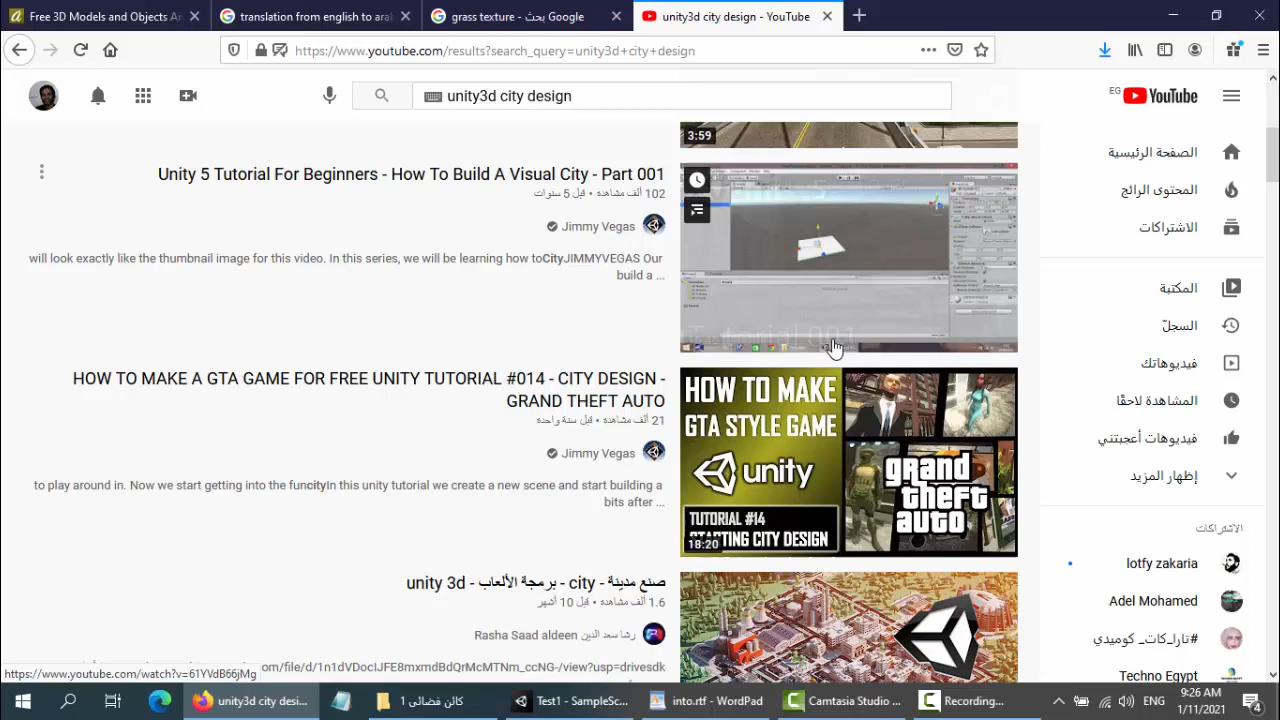 Free 3D Models and Objects Ar
translation from english to arab
grass texture - بحث Google
unity3d city design - YouTube
https://www.youtube.com/results?search_query=unity3d+city+design
unity3d city design
EG
YouTube
3:59
Unity 5 Tutorial For Beginners - How To Build A Visual City - Part 001
102 ألف مشاهدة • قبل 5 سنوات
Jimmy Vegas
will look exactly like the thumbnail image for this video. In this series, we will be learning how toCityJIMMYVEGAS Our
build a ...
Tutorial 001
HOW TO MAKE A GTA GAME FOR FREE UNITY TUTORIAL #014 - CITY DESIGN -
GRAND THEFT AUTO
21 ألف مشاهدة • قبل سنة واحدة
Jimmy Vegas
to play around in. Now we start getting into the funcityIn this unity tutorial we create a new scene and start building a
bits after ...
HOW TO MAKE
GTA STYLE GAME
unity
TUTORIAL #14
STARTING CITY DESIGN
18:20
grand
theft
auto
صنع مدينة - city - برمجة الألعاب - unity 3d
1.6 ألف مشاهدة • قبل 10 أشهر
رشا سعد الدين Rasha Saad aldeen
com/file/d/1n1dVDocIJFE8mxmdBdQrMcMTNm_ccNG-/view?usp=drivesdk
الصفحة الرئيسية
المحتوى الرائج
الاشتراكات
المكتبة
السجلّ
فيديوهاتك
المشاهدة لاحقًا
فيديوهات أعجبتني
إظهار المزيد
الاشتراكات
lotfy zakaria
Adel Mohamed
#تارا_كات_ كوميدي
Techno Egypt
https://www.youtube.com/watch?v=61YVdB66jMg
unity3d city desi...
كائن فضائى 1
Test1 - SampleSc...
into.rtf - WordPad
Camtasia Studio ...
Recording...
ENG
9:26 AM
1/11/2021
4